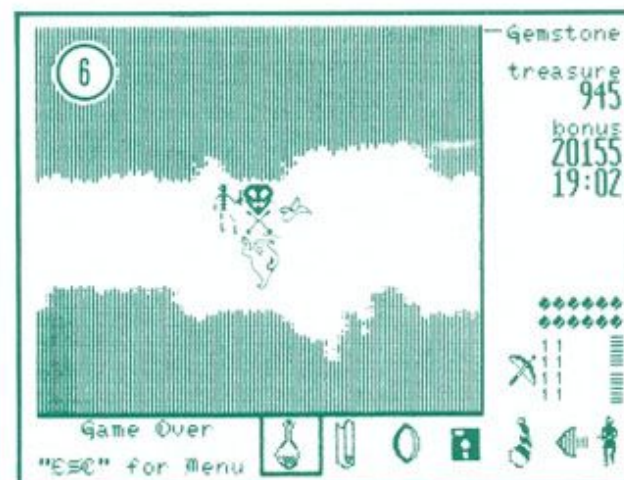 6
Gemstone
treasure
945
bonus
20155
19:02
Game Over
"ESC" for Menu